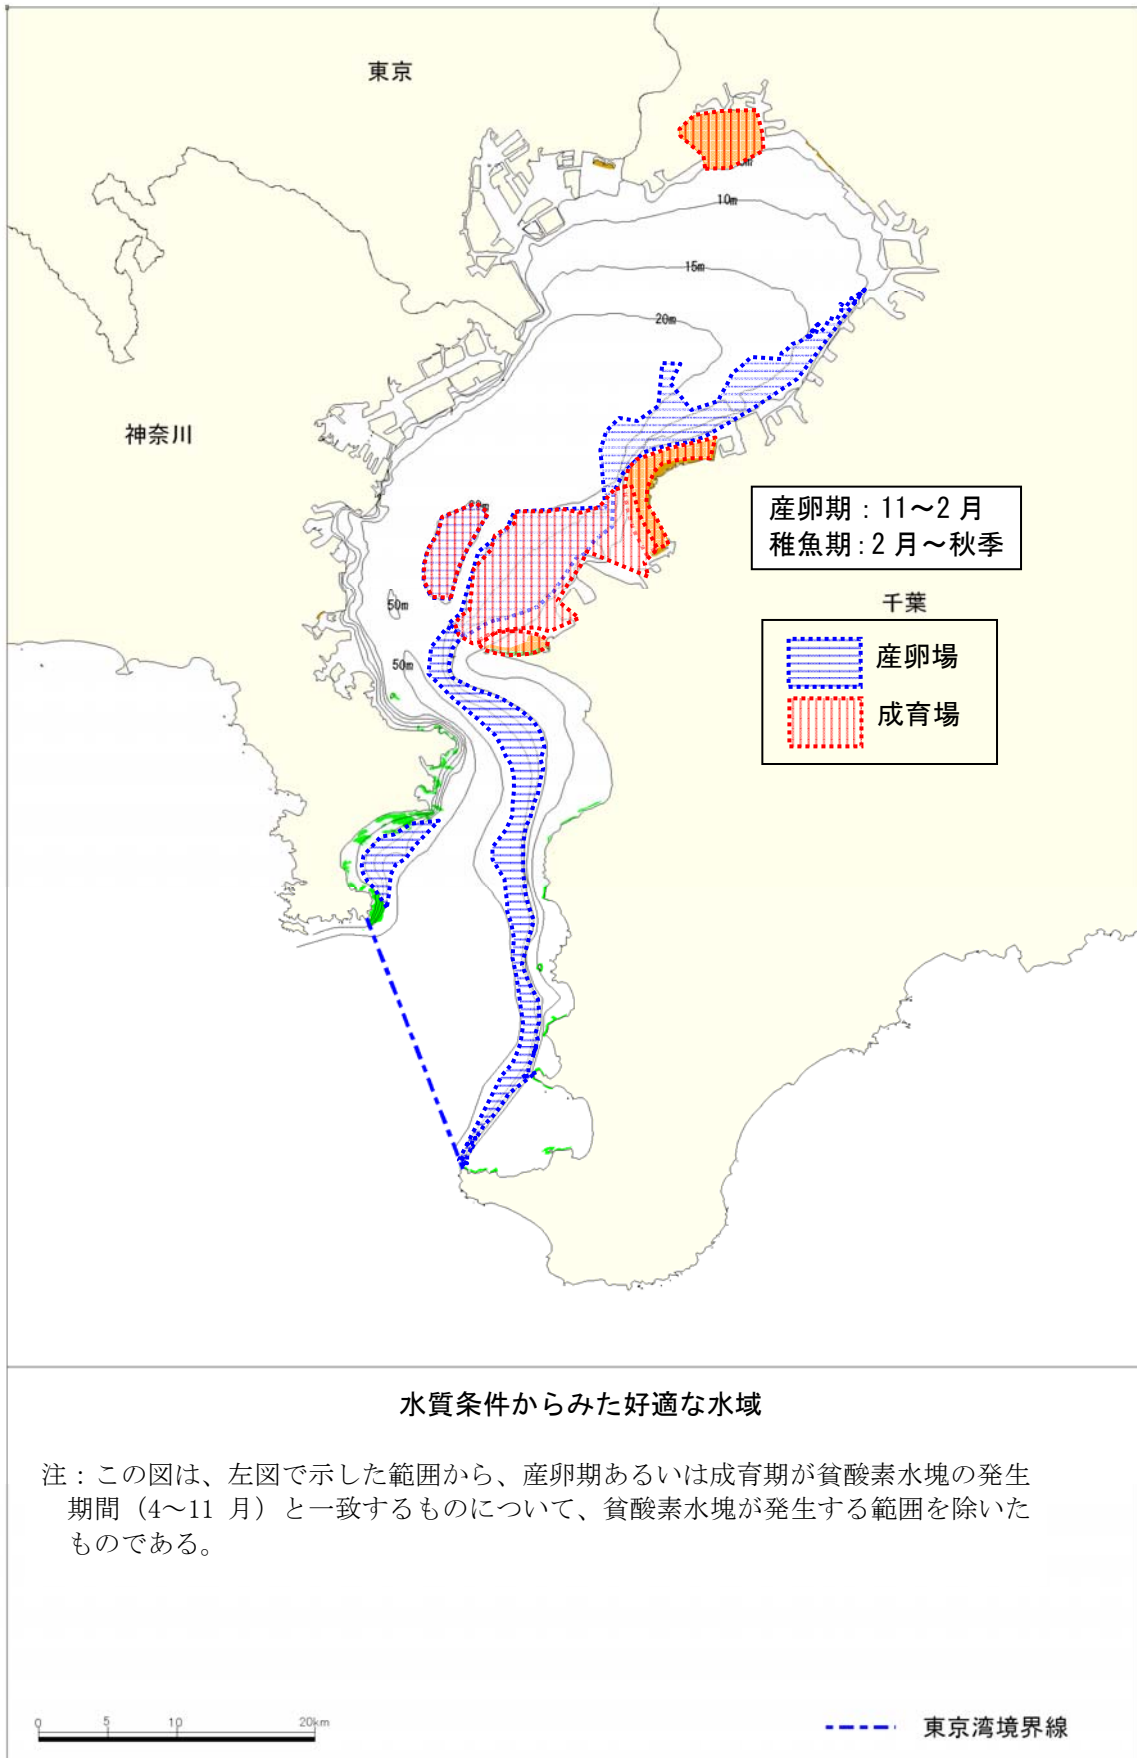 東京
10m
15m
20m
神奈川
産卵期：11～2 月
稚魚期：2 月～秋季
千葉
50m
50m
産卵場
成育場
水質条件からみた好適な水域
注：この図は、左図で示した範囲から、産卵期あるいは成育期が貧酸素水塊の発生
期間（4～11 月）と一致するものについて、貧酸素水塊が発生する範囲を除いた
ものである。
0 5 10 20km
東京湾境界線